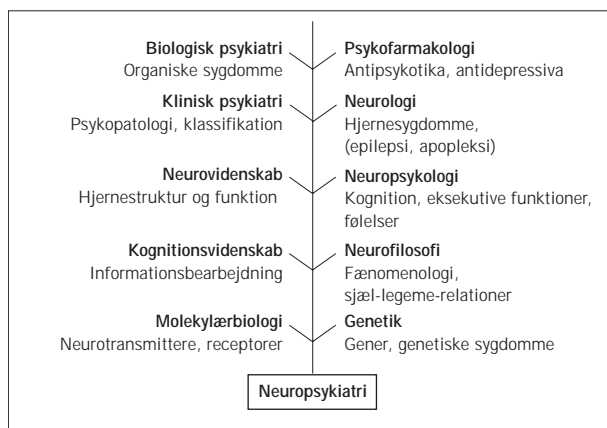 Biologisk psykiatri
Organiske sygdomme
Psykofarmakologi
Antipsykotika, antidepressiva
Klinisk psykiatri
Psykopatologi, klassifikation
Neurologi
Hjernesygdomme,
(epilepsi, apopleksi)
Neurovidenskab
Hjernestruktur og funktion
Neuropsykologi
Kognition, eksekutive funktioner,
følelser
Kognitionsvidenskab
Informationsbearbejdning
Neurofilosofi
Fænomenologi,
sjæl-legeme-relationer
Molekylærbiologi
Neurotransmittere, receptorer
Genetik
Gener, genetiske sygdomme
Neuropsykiatri